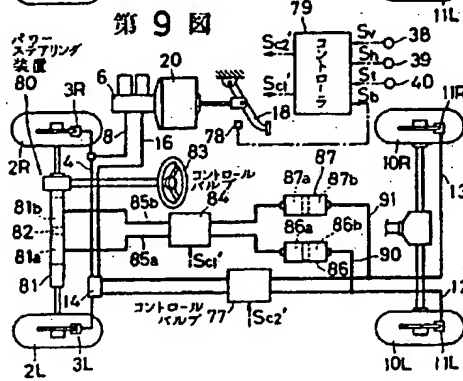 11L
第9図
79
パワー
ステアリング
装置
80
3R
2R
6
20
8
16
4
18
78
83
コントローラ
Sc2'
Sc1'
Sv
Sh
St
Sb
38
39
40
11R
10R
13
コントロール
バルブ
84
87
87a
87b
91
81b
82
81a
81
85b
85a
86a
86b
86
90
Sc1'
14
コントロール
バルブ
77
Sc2'
12
2L
3L
10L
11L